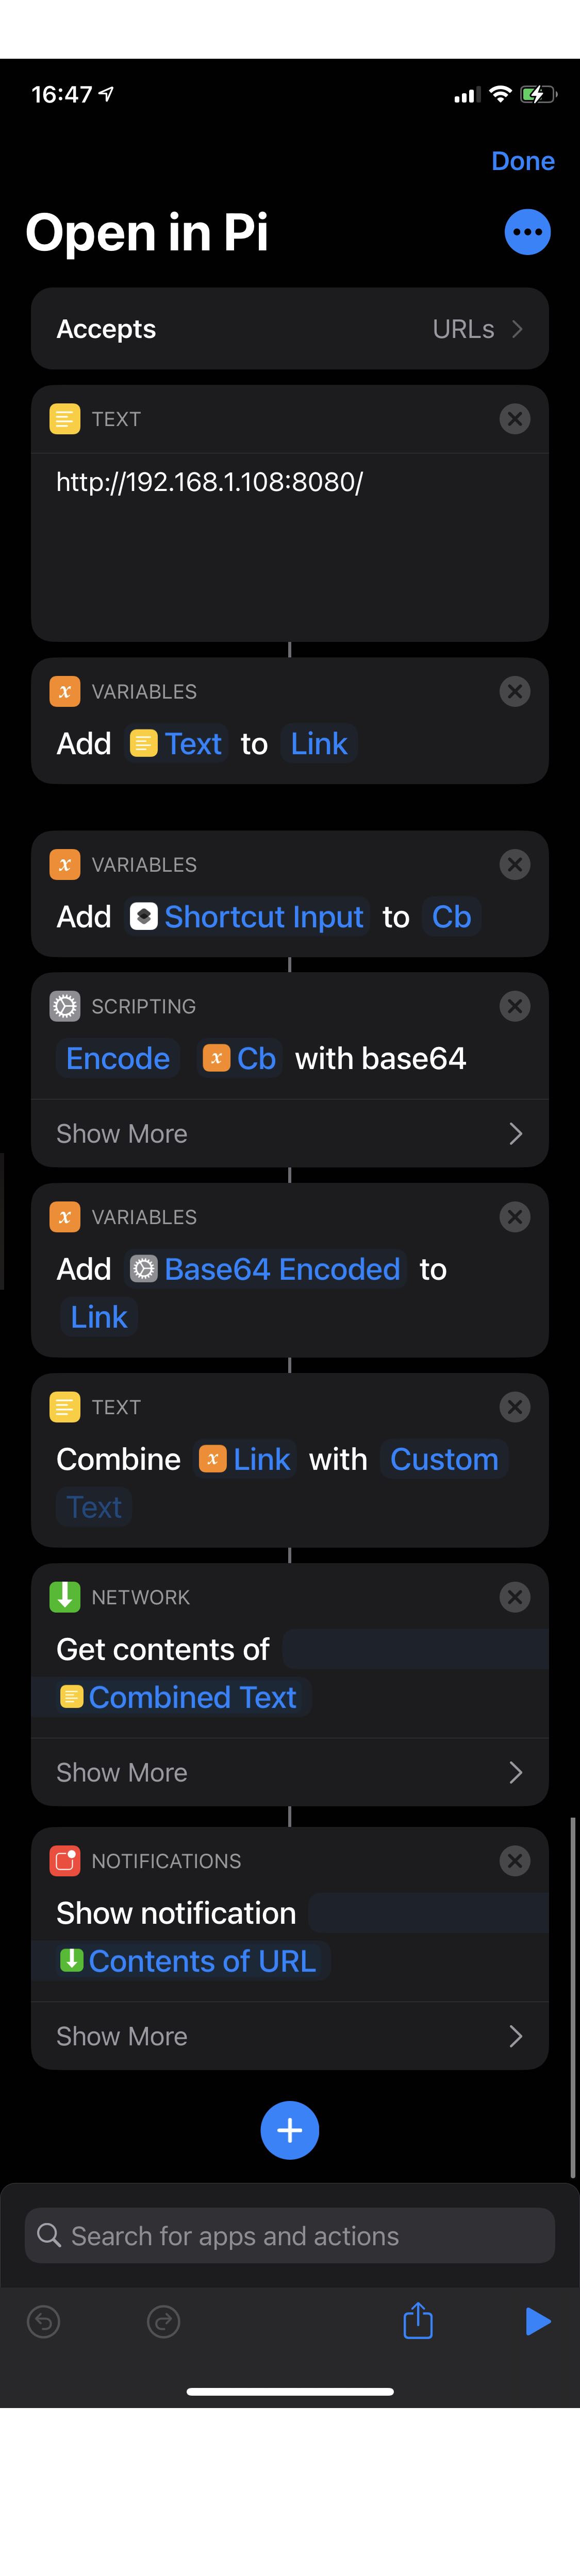 16:47
Done
Open in Pi
Accepts URLs
TEXT
http://192.168.1.108:8080/
VARIABLES
Add Text to Link
VARIABLES
Add Shortcut Input to Cb
SCRIPTING
Encode Cb with base64
Show More
VARIABLES
Add Base64 Encoded to
Link
TEXT
Combine Link with Custom
Text
NETWORK
Get contents of
Combined Text
Show More
NOTIFICATIONS
Show notification
Contents of URL
Show More
Search for apps and actions